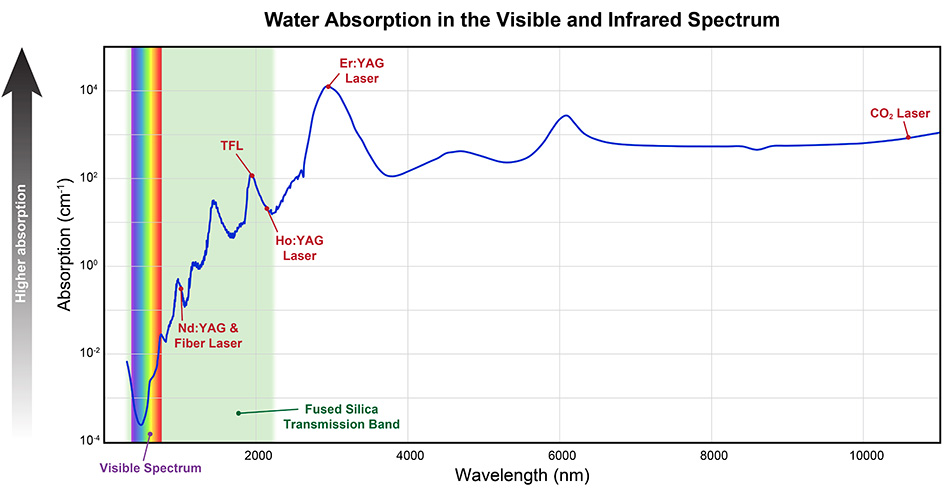 Water Absorption in the Visible and Infrared Spectrum
Higher absorption
Absorption (cm⁻¹)
10⁴
10²
10⁰
10⁻²
10⁻⁴
Er:YAG
Laser
CO₂ Laser
TFL
Ho:YAG
Laser
Nd:YAG &
Fiber Laser
Fused Silica
Transmission Band
Visible Spectrum
2000
4000
6000
8000
10000
Wavelength (nm)